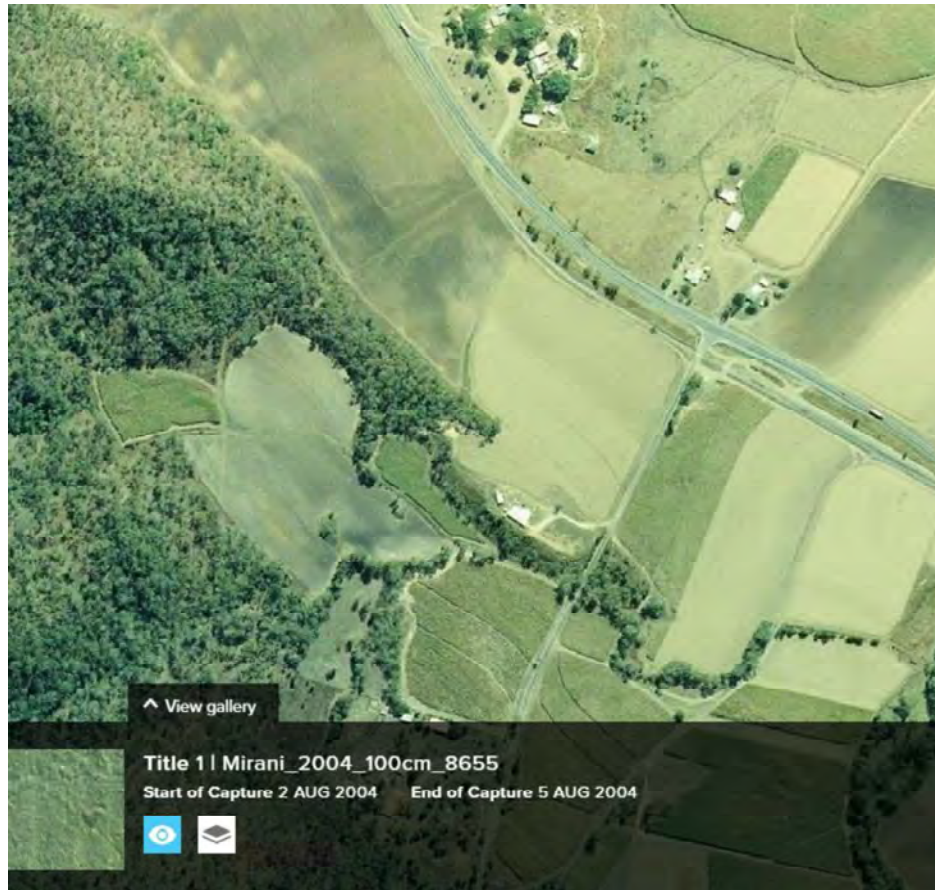 View gallery
Title 1 | Mirani_2004_100cm_8655
Start of Capture 2 AUG 2004 End of Capture 5 AUG 2004